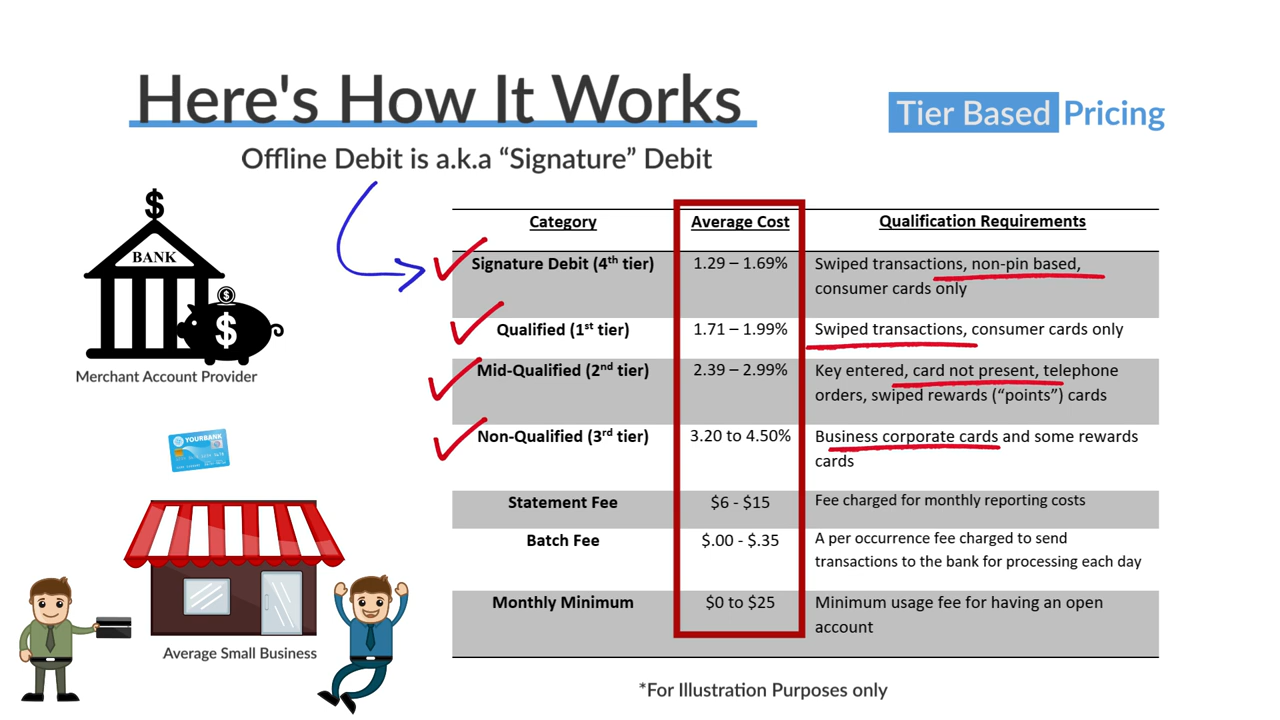 Here's How It Works
Tier Based Pricing
Offline Debit is a.k.a “Signature” Debit
$
BANK
$
$
Merchant Account Provider
YOURBANK
Average Small Business
Category Average Cost Qualification Requirements
Signature Debit (4th tier) 1.29 – 1.69% Swiped transactions, non-pin based,
consumer cards only
Qualified (1st tier) 1.71 – 1.99% Swiped transactions, consumer cards only
Mid-Qualified (2nd tier) 2.39 – 2.99% Key entered, card not present, telephone
orders, swiped rewards (“points”) cards
Non-Qualified (3rd tier) 3.20 to 4.50% Business corporate cards and some rewards
cards
Statement Fee $6 - $15 Fee charged for monthly reporting costs
Batch Fee $.00 - $.35 A per occurrence fee charged to send
transactions to the bank for processing each day
Monthly Minimum $0 to $25 Minimum usage fee for having an open
account
*For Illustration Purposes only